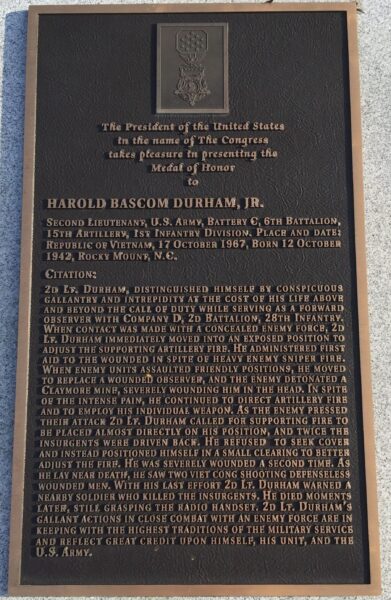 The President of the United States
in the name of The Congress
takes pleasure in presenting the
Medal of Honor
to
HAROLD BASCOM DURHAM, JR.
SECOND LIEUTENANT, U.S. ARMY, BATTERY C, 6TH BATTALION,
15TH ARTILLERY, 1ST INFANTRY DIVISION. PLACE AND DATE:
REPUBLIC OF VIETNAM, 17 OCTOBER 1967, BORN 12 OCTOBER
1942, ROCKY MOUNT, N.C.
CITATION:
2D LT. DURHAM, DISTINGUISHED HIMSELF BY CONSPICUOUS
GALLANTRY AND INTREPIDITY AT THE COST OF HIS LIFE ABOVE
AND BEYOND THE CALL OF DUTY WHILE SERVING AS A FORWARD
OBSERVER WITH COMPANY D, 2D BATTALION, 28TH INFANTRY.
WHEN CONTACT WAS MADE WITH A CONCEALED ENEMY FORCE, 2D
LT. DURHAM IMMEDIATELY MOVED INTO AN EXPOSED POSITION TO
ADJUST THE SUPPORTING ARTILLERY FIRE. HE ADMINISTERED FIRST
AID TO THE WOUNDED IN SPITE OF HEAVY ENEMY SNIPER FIRE.
WHEN ENEMY UNITS ASSAULTED FRIENDLY POSITIONS, HE MOVED
TO REPLACE A WOUNDED OBSERVER, AND THE ENEMY DETONATED A
CLAYMORE MINE, SEVERELY WOUNDING HIM IN THE HEAD. IN SPITE
OF THE INTENSE PAIN, HE CONTINUED TO DIRECT ARTILLERY FIRE
AND TO EMPLOY HIS INDIVIDUAL WEAPON. AS THE ENEMY PRESSED
THEIR ATTACK 2D LT. DURHAM CALLED FOR SUPPORTING FIRE TO
BE PLACED ALMOST DIRECTLY ON HIS POSITION, AND TWICE THE
INSURGENTS WERE DRIVEN BACK. HE REFUSED TO SEEK COVER
AND INSTEAD POSITIONED HIMSELF IN A SMALL CLEARING TO BETTER
ADJUST THE FIRE. HE WAS SEVERELY WOUNDED A SECOND TIME. AS
HE LAY NEAR DEATH, HE SAW TWO VIET CONG SHOOTING DEFENSELESS
WOUNDED MEN. WITH HIS LAST EFFORT 2D LT. DURHAM WARNED A
NEARBY SOLDIER WHO KILLED THE INSURGENTS. HE DIED MOMENTS
LATER, STILL GRASPING THE RADIO HANDSET. 2D LT. DURHAM'S
GALLANT ACTIONS IN CLOSE COMBAT WITH AN ENEMY FORCE ARE IN
KEEPING WITH THE HIGHEST TRADITIONS OF THE MILITARY SERVICE
AND REFLECT GREAT CREDIT UPON HIMSELF, HIS UNIT, AND THE
U.S. ARMY.